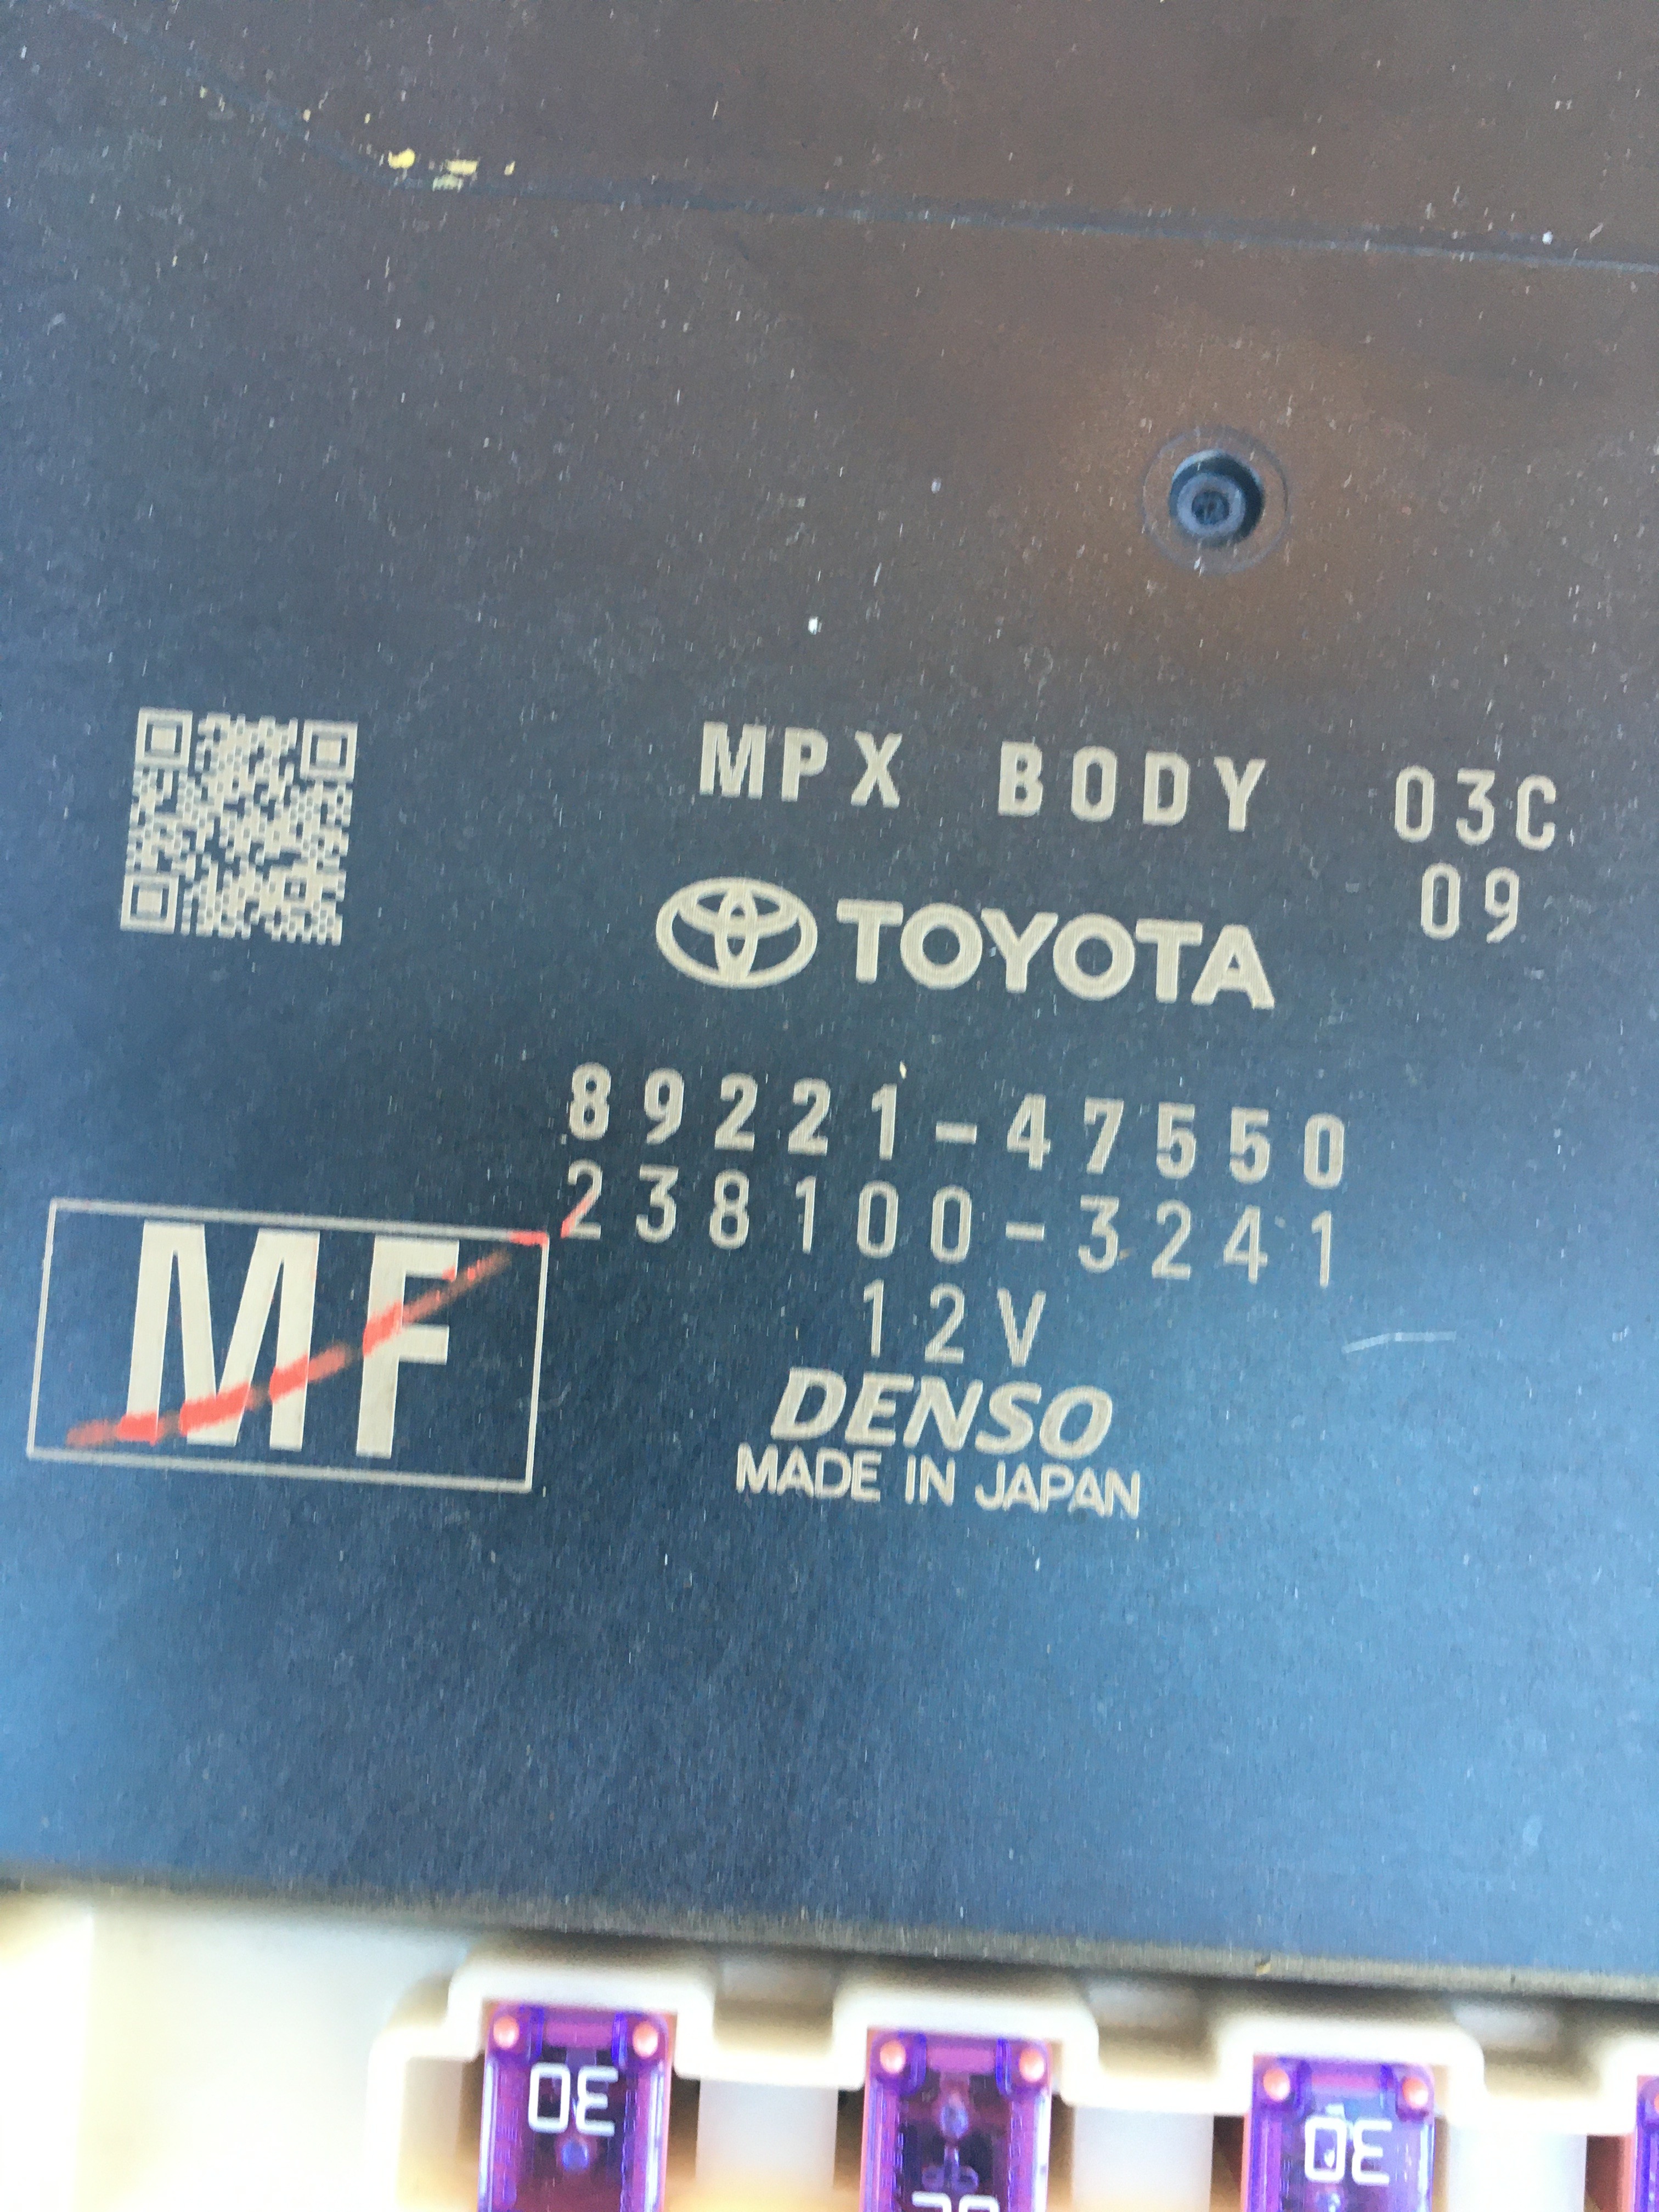 MPX BODY 03C
09
TOYOTA
89221-47550
238100-3241
MF
12V
DENSO
MADE IN JAPAN
30
30